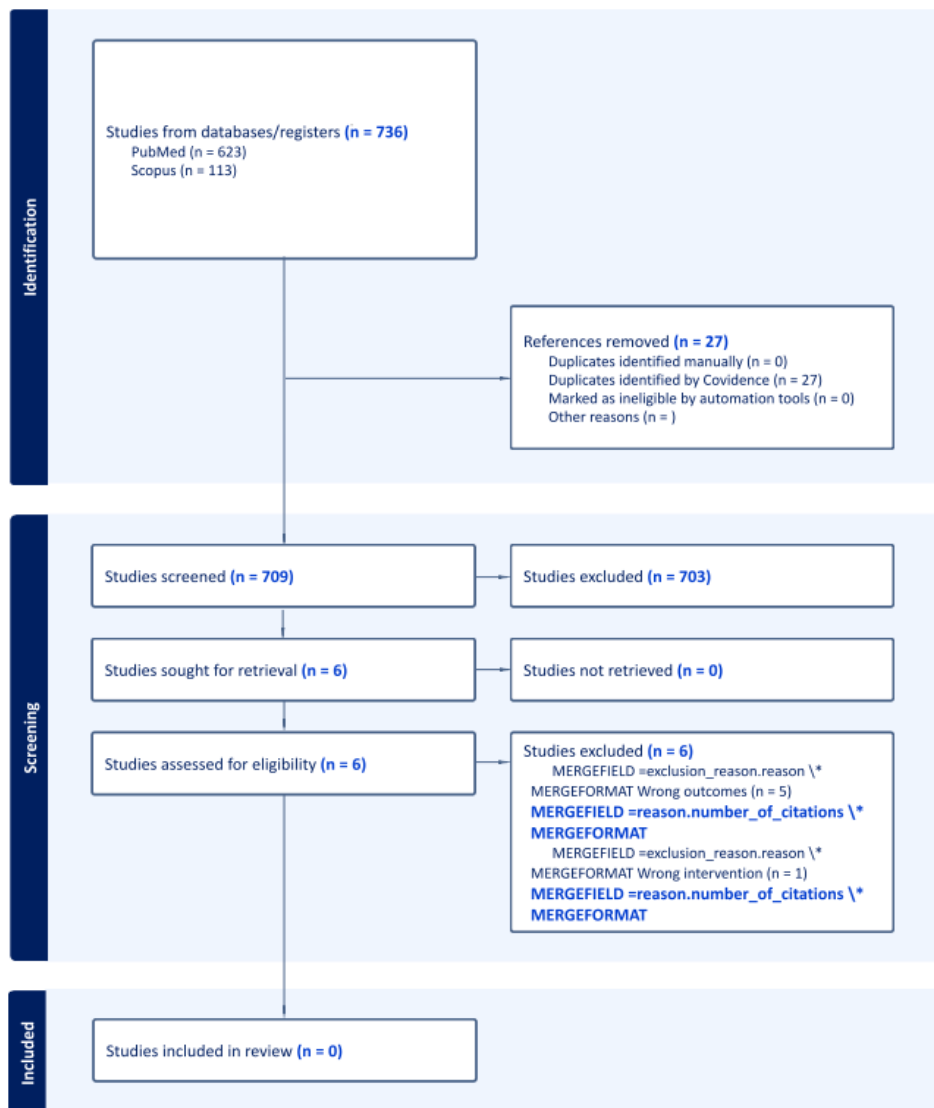 Identification
Studies from databases/registers (n = 736)
PubMed (n = 623)
Scopus (n = 113)
References removed (n = 27)
Duplicates identified manually (n = 0)
Duplicates identified by Covidence (n = 27)
Marked as ineligible by automation tools (n = 0)
Other reasons (n = )
Screening
Studies screened (n = 709)
Studies excluded (n = 703)
Studies sought for retrieval (n = 6)
Studies not retrieved (n = 0)
Studies assessed for eligibility (n = 6)
Studies excluded (n = 6)
MERGEFIELD =exclusion_reason.reason \*
MERGEFORMAT Wrong outcomes (n = 5)
MERGEFIELD =reason.number_of_citations \*
MERGEFORMAT
MERGEFIELD =exclusion_reason.reason \*
MERGEFORMAT Wrong intervention (n = 1)
MERGEFIELD =reason.number_of_citations \*
MERGEFORMAT
Included
Studies included in review (n = 0)